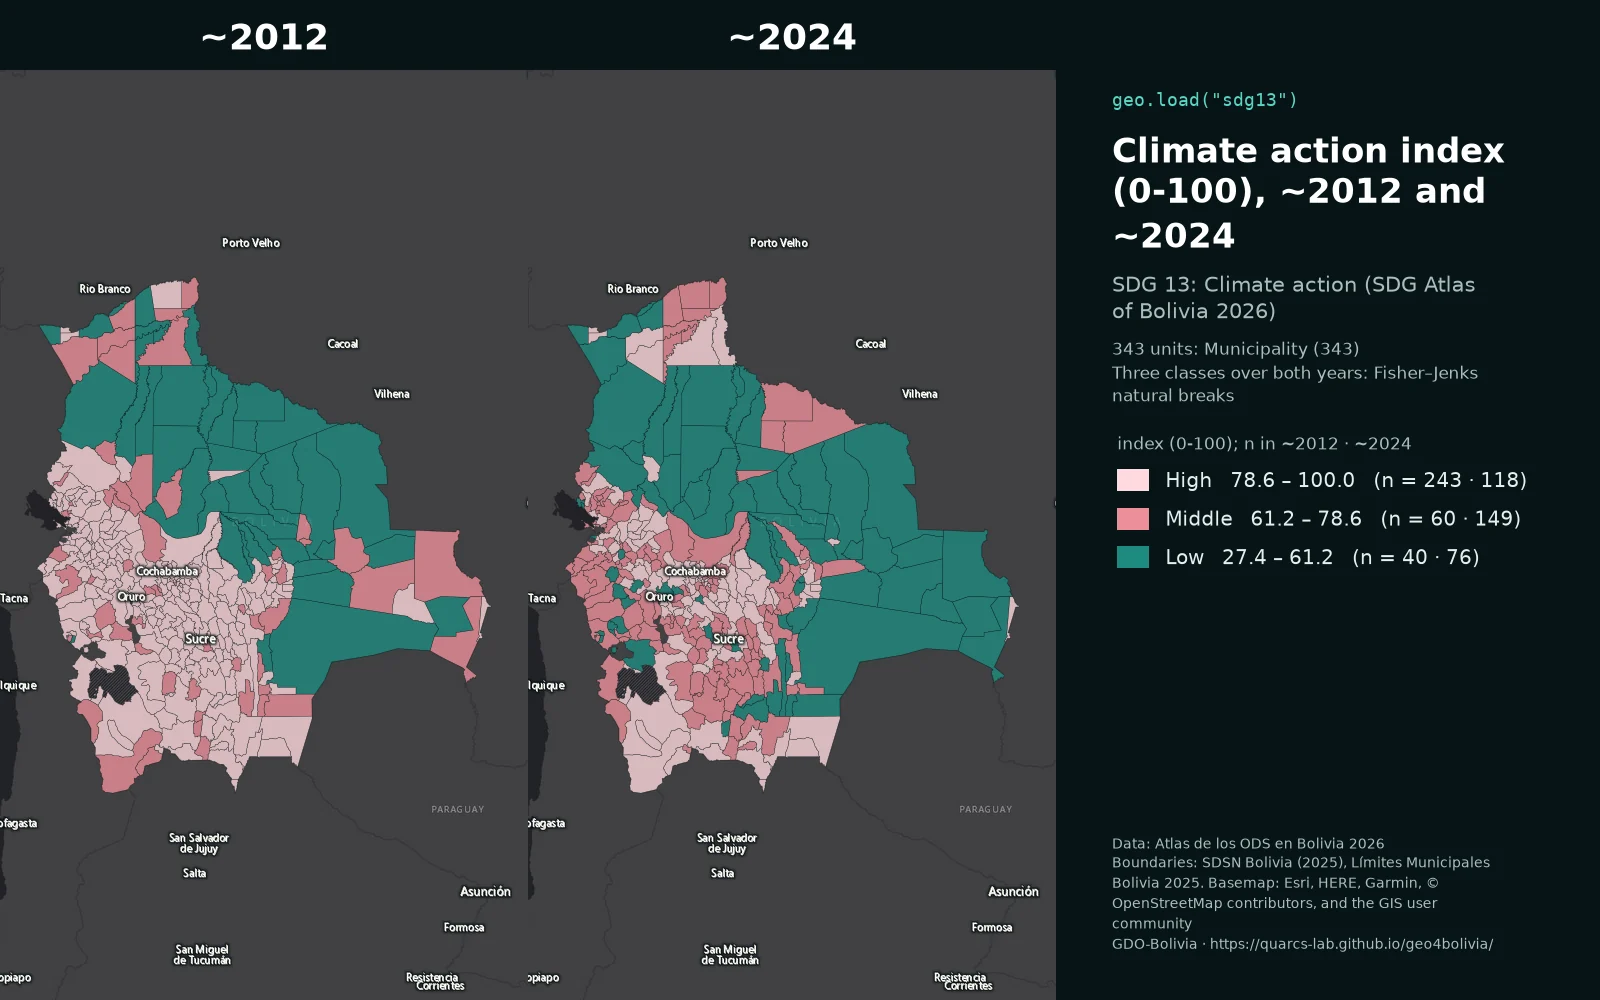 ~2012
~2024
Porto Velho
Rio Branco
Cacoal
Vilhena
Cochabamba
Tacna
Oruro
Sucre
Iquique
PARAGUAY
ofagasta
San Salvador
de Jujuy
Salta
Asunción
Formosa
San Miguel
de Tucumán
opiapo
Resistencia
Corrientes
Porto Velho
Rio Branco
Cacoal
Vilhena
Cochabamba
Tacna
Oruro
Sucre
Iquique
PARAGUAY
ofagasta
San Salvador
de Jujuy
Salta
Asunción
Formosa
San Miguel
de Tucumán
opiapo
Resistencia
Corrientes
geo.load("sdg13")
Climate action index
(0-100), ~2012 and
~2024
SDG 13: Climate action (SDG Atlas
of Bolivia 2026)
343 units: Municipality (343)
Three classes over both years: Fisher–Jenks
natural breaks
index (0-100); n in ~2012 · ~2024
High 78.6 – 100.0 (n = 243 · 118)
Middle 61.2 – 78.6 (n = 60 · 149)
Low 27.4 – 61.2 (n = 40 · 76)
Data: Atlas de los ODS en Bolivia 2026
Boundaries: SDSN Bolivia (2025), Límites Municipales
Bolivia 2025. Basemap: Esri, HERE, Garmin, ©
OpenStreetMap contributors, and the GIS user
community
GDO-Bolivia · https://quarcs-lab.github.io/geo4bolivia/